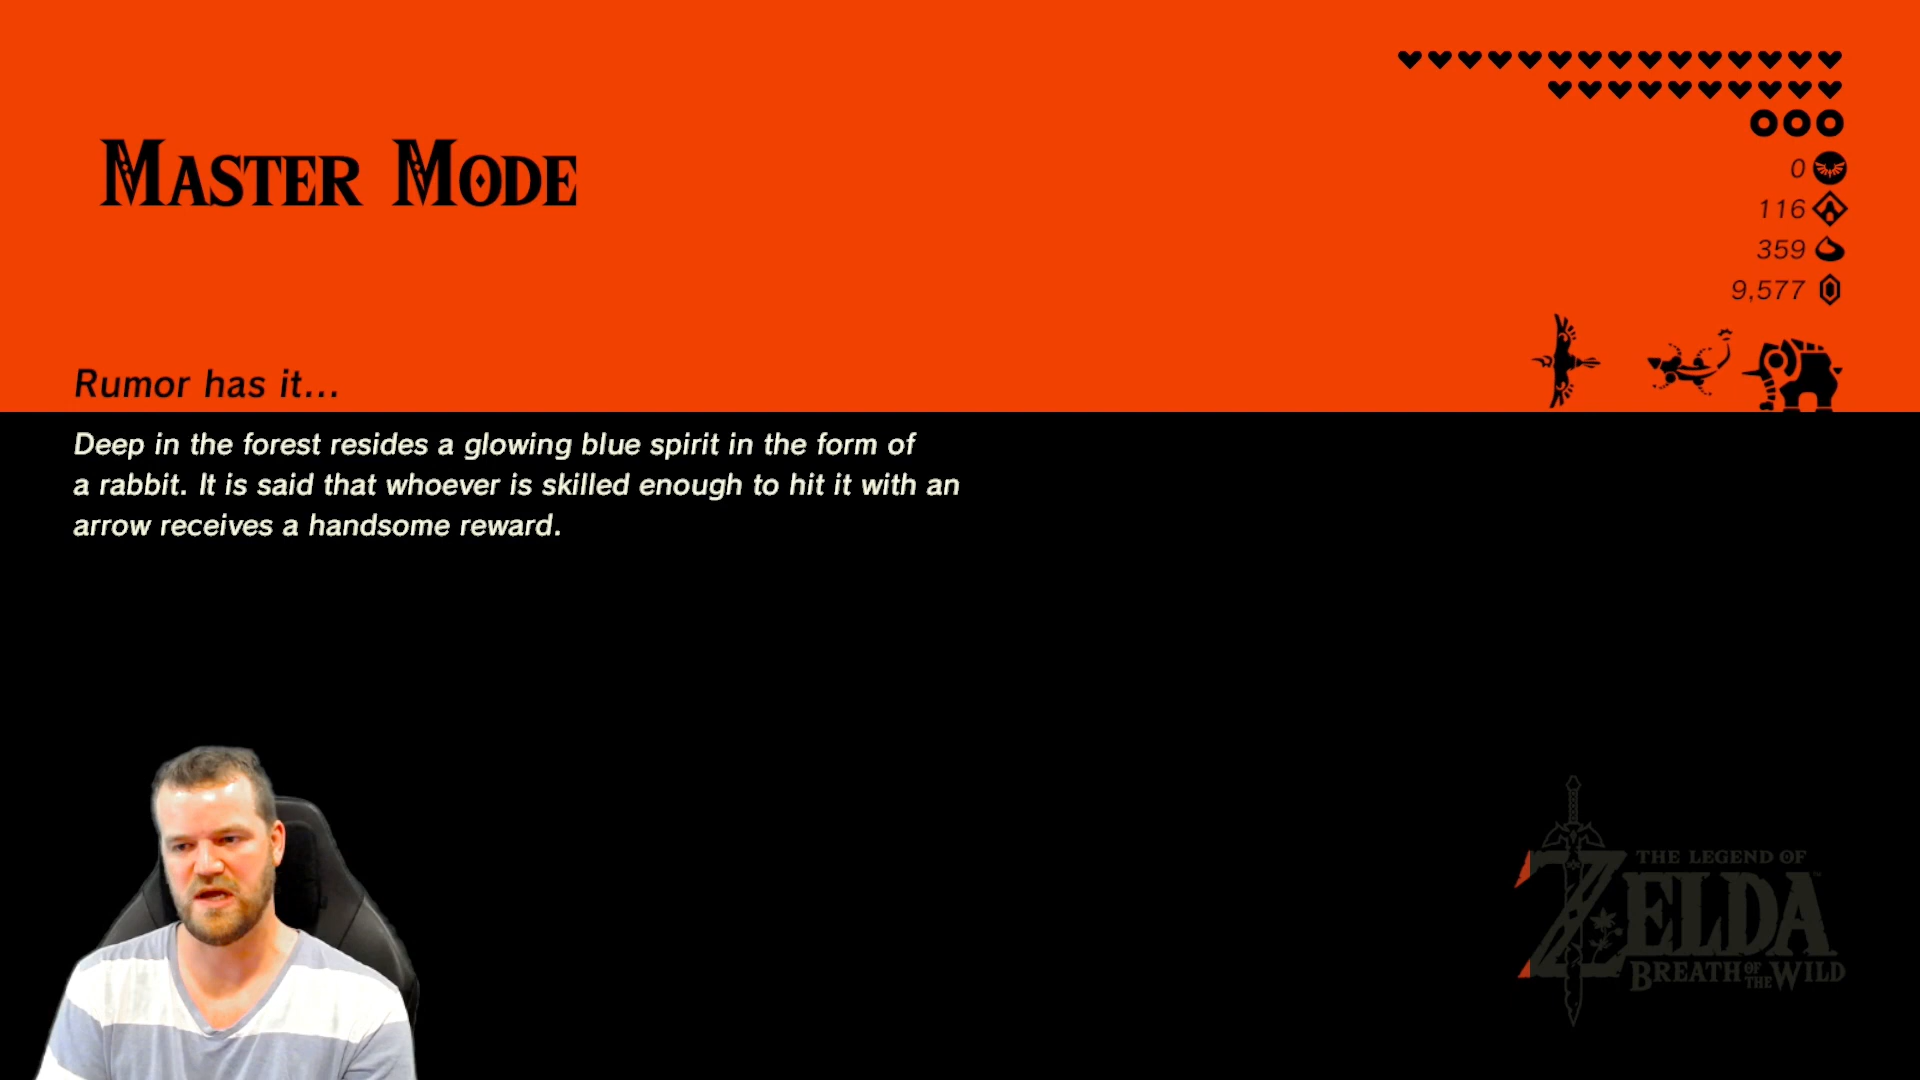 MASTER MODE
0
116
359
9,577
Rumor has it...
Deep in the forest resides a glowing blue spirit in the form of
a rabbit. It is said that whoever is skilled enough to hit it with an
arrow receives a handsome reward.
THE LEGEND OF
ZELDA
BREATH OF THE WILD